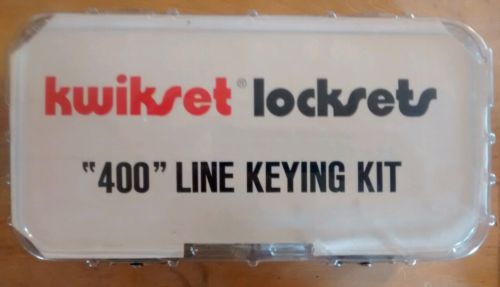 kwikset® locksets
"400" LINE KEYING KIT